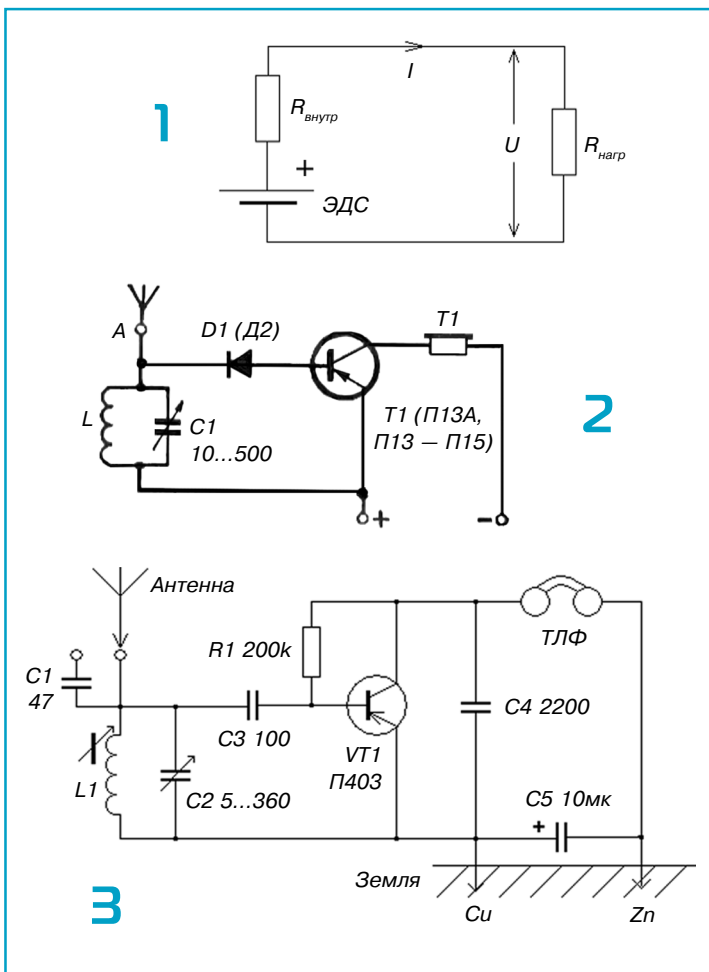 1
I
R внутр
U
R нагр
+
ЭДС
A
D1 (Д2)
T1
L
C1
10...500
T1 (П13А,
П13 — П15)
2
+
-
Антенна
C1
47
R1 200k
ТЛФ
C3 100
VT1
П403
C4 2200
L1
C2 5...360
C5 10мк
+
Земля
Cu
Zn
3